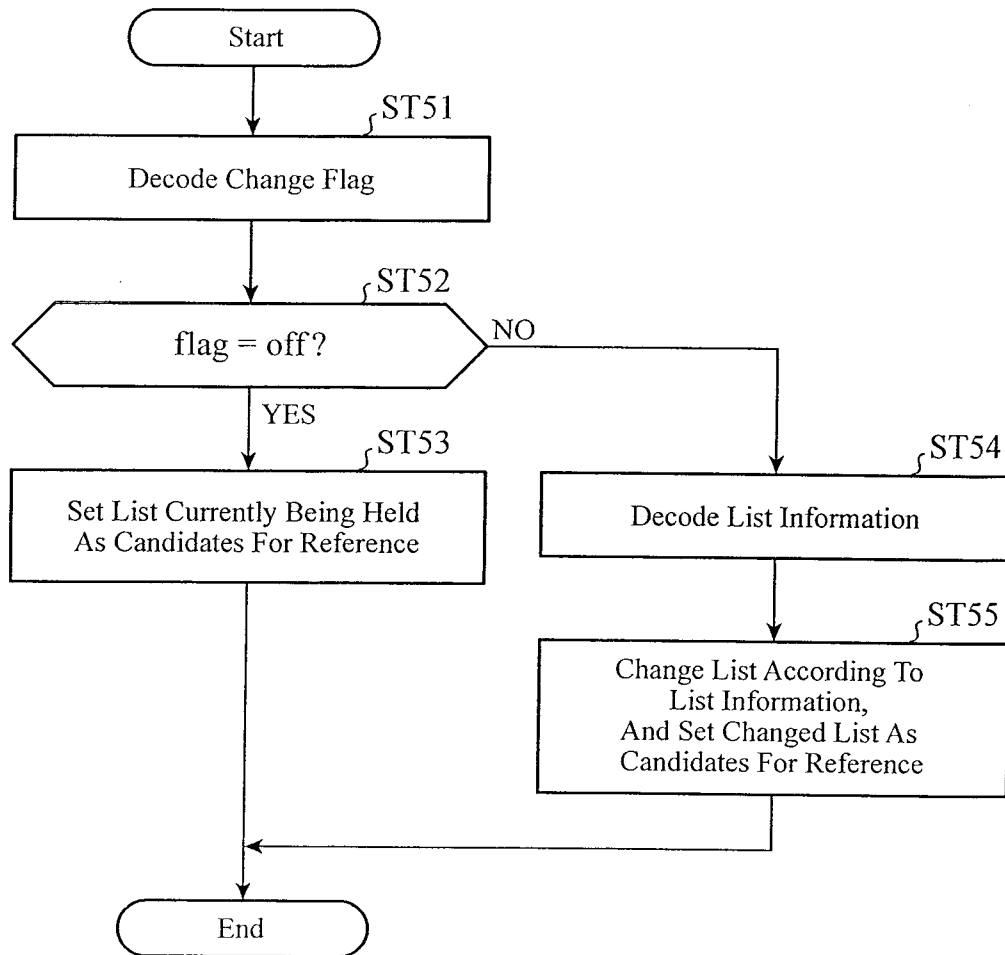 Start
ST51
Decode Change Flag
ST52
flag = off?
NO
YES
ST53
Set List Currently Being Held
As Candidates For Reference
ST54
Decode List Information
ST55
Change List According To
List Information,
And Set Changed List As
Candidates For Reference
End